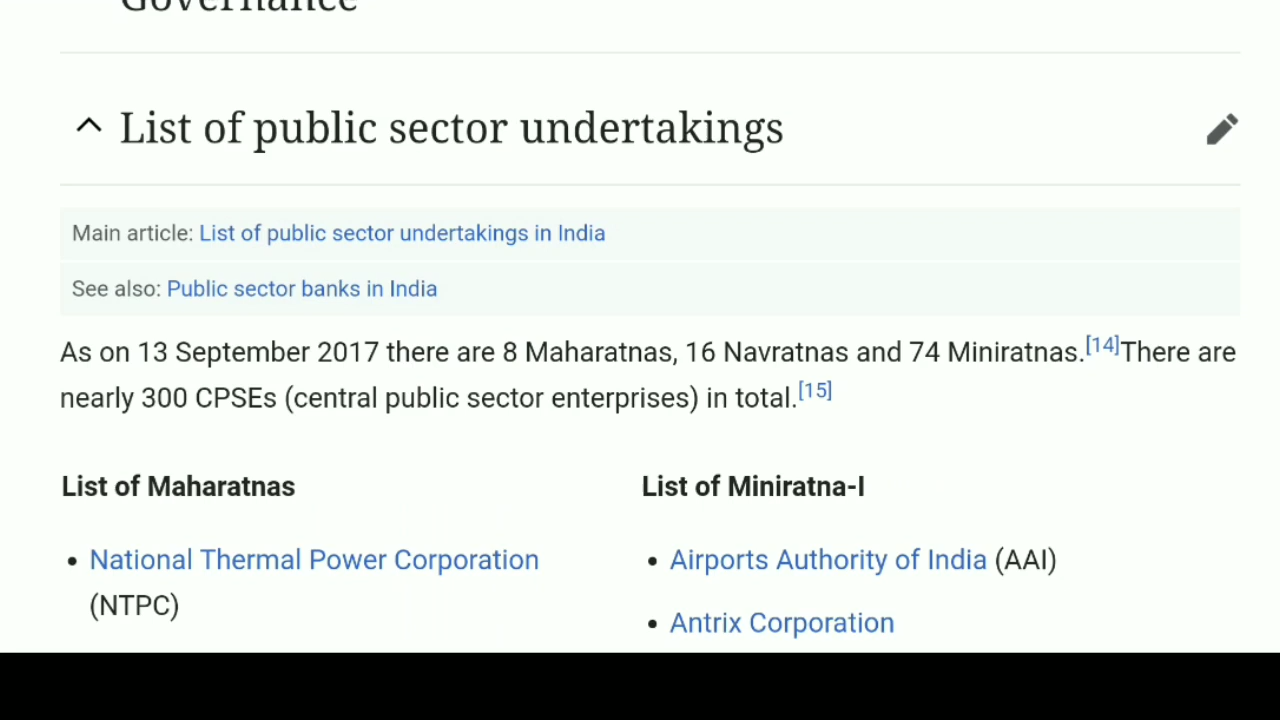 Governance
List of public sector undertakings
Main article: List of public sector undertakings in India
See also: Public sector banks in India
As on 13 September 2017 there are 8 Maharatnas, 16 Navratnas and 74 Miniratnas.[14]There are
nearly 300 CPSEs (central public sector enterprises) in total.[15]
List of Maharatnas
• National Thermal Power Corporation
(NTPC)
List of Miniratna-I
• Airports Authority of India (AAI)
• Antrix Corporation